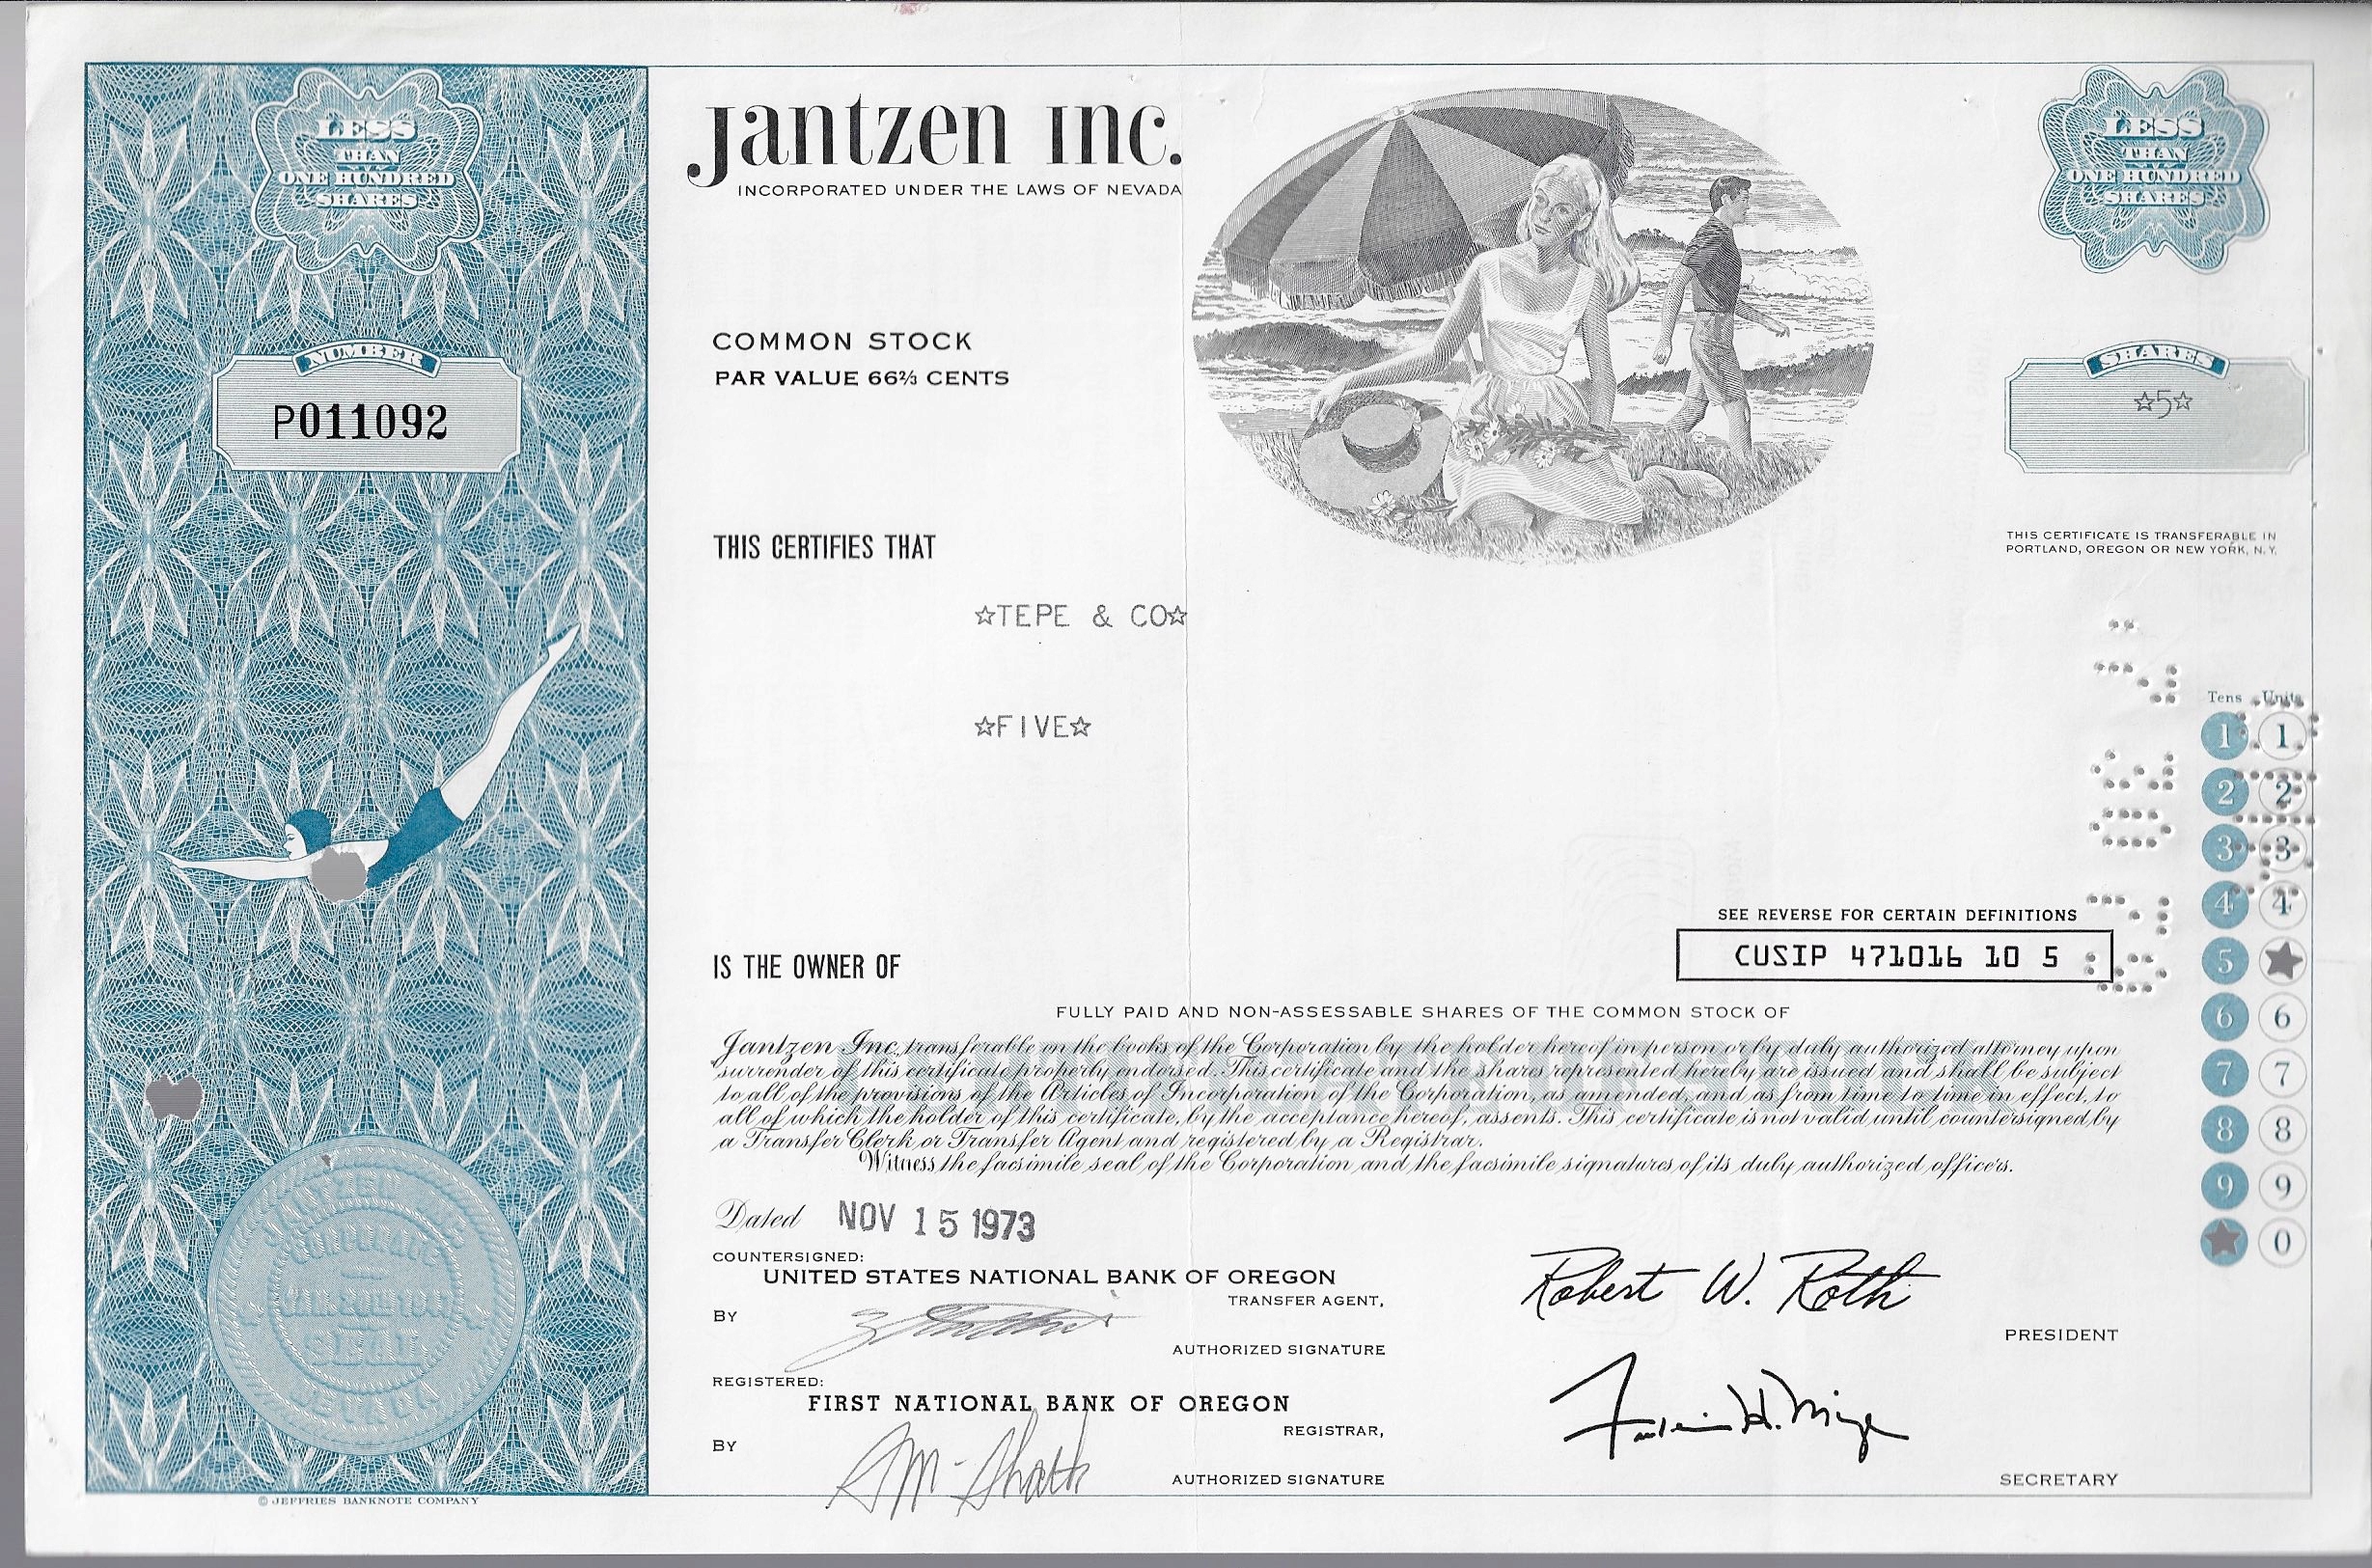 LESS
THAN
ONE HUNDRED
SHARES
Jantzen Inc.
INCORPORATED UNDER THE LAWS OF NEVADA
LESS
THAN
ONE HUNDRED
SHARES
NUMBER
P011092
COMMON STOCK
PAR VALUE 66⅔ CENTS
SHARES
☆5☆
THIS CERTIFICATE IS TRANSFERABLE IN
PORTLAND, OREGON OR NEW YORK, N.Y.
THIS CERTIFIES THAT
☆TEPE & CO☆
☆FIVE☆
Tens Units
1 1
2 2
3 3
4 4
5 ★
6 6
7 7
8 8
9 9
★ 0
SEE REVERSE FOR CERTAIN DEFINITIONS
CUSIP 471016 10 5
IS THE OWNER OF
FULLY PAID AND NON-ASSESSABLE SHARES OF THE COMMON STOCK OF
Jantzen Inc., transferable on the books of the Corporation by the holder hereof in person or by duly authorized attorney upon
surrender of this certificate properly endorsed. This certificate and the shares represented hereby are issued and shall be subject
to all of the provisions of the Articles of Incorporation of the Corporation, as amended, and as from time to time in effect, to
all of which the holder of this certificate, by the acceptance hereof, assents. This certificate is not valid until countersigned by
a Transfer Clerk or Transfer Agent and registered by a Registrar.
Witness the facsimile seal of the Corporation and the facsimile signatures of its duly authorized officers.
Dated NOV 15 1973
COUNTERSIGNED:
UNITED STATES NATIONAL BANK OF OREGON
TRANSFER AGENT,
BY
AUTHORIZED SIGNATURE
Robert W. Roth
PRESIDENT
REGISTERED:
FIRST NATIONAL BANK OF OREGON
REGISTRAR,
BY
AUTHORIZED SIGNATURE
SECRETARY
JANTZEN
CORPORATE
SEAL
NEVADA
© JEFFRIES BANKNOTE COMPANY